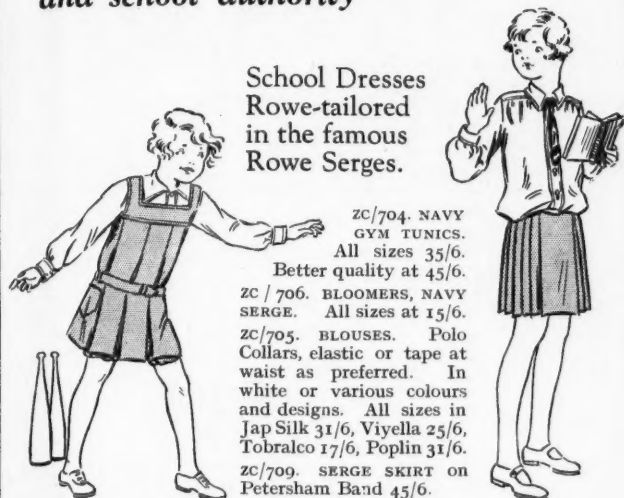 and school authority
School Dresses
Rowe-tailored
in the famous
Rowe Serges.
ZC/704. NAVY
GYM TUNICS.
All sizes 35/6.
Better quality at 45/6.
ZC / 706. BLOOMERS, NAVY
SERGE. All sizes at 15/6.
ZC/705. BLOUSES. Polo
Collars, elastic or tape at
waist as preferred. In
white or various colours
and designs. All sizes in
Jap Silk 31/6, Viyella 25/6,
Tobralco 17/6, Poplin 31/6.
ZC/709. SERGE SKIRT on
Petersham Band 45/6.